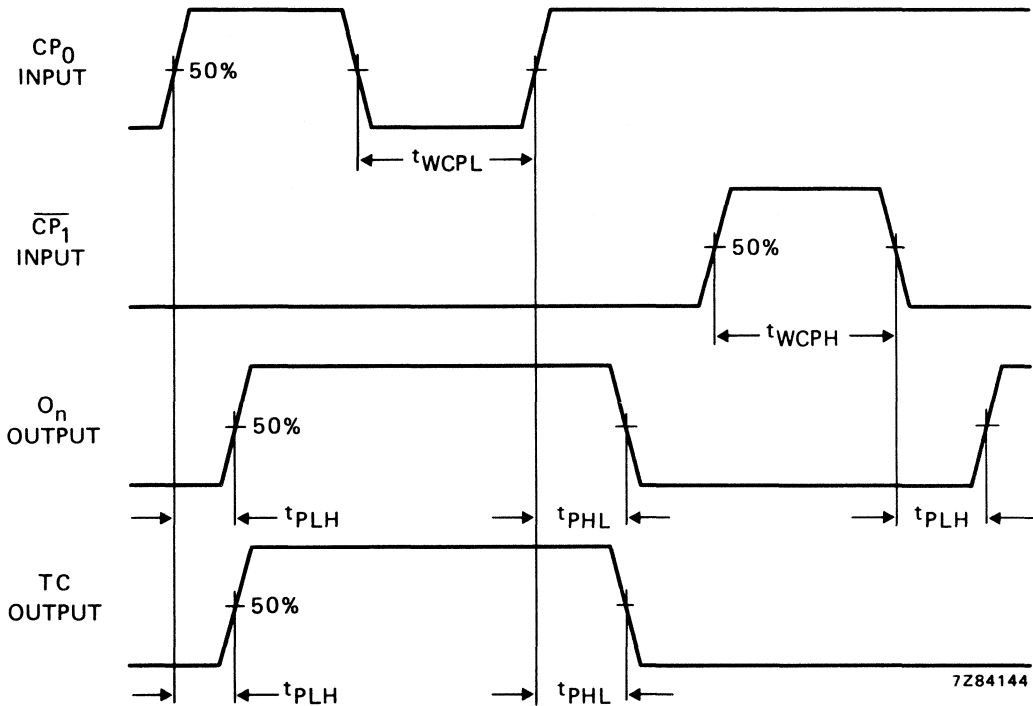 CP0
INPUT
50%
tWCPL
CP1
INPUT
50%
tWCPH
On
OUTPUT
50%
tPLH
tPHL
tPLH
TC
OUTPUT
50%
tPLH
tPHL
7Z84144